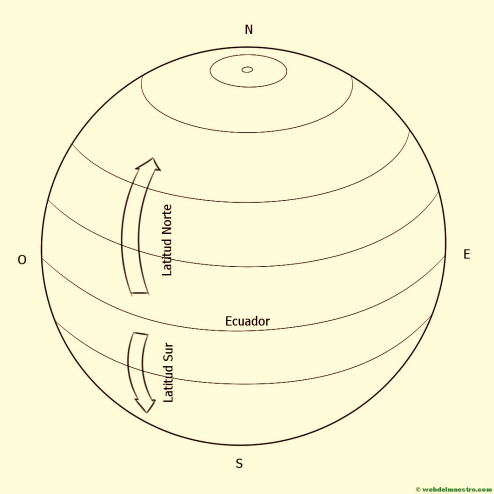 N
Latitud Norte
O
E
Ecuador
Latitud Sur
S
© webdelmaestro.com